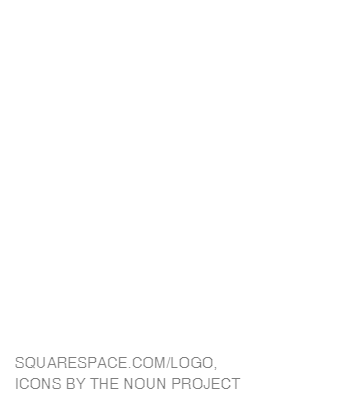 SQUARESPACE.COM/LOGO,
ICONS BY THE NOUN PROJECT